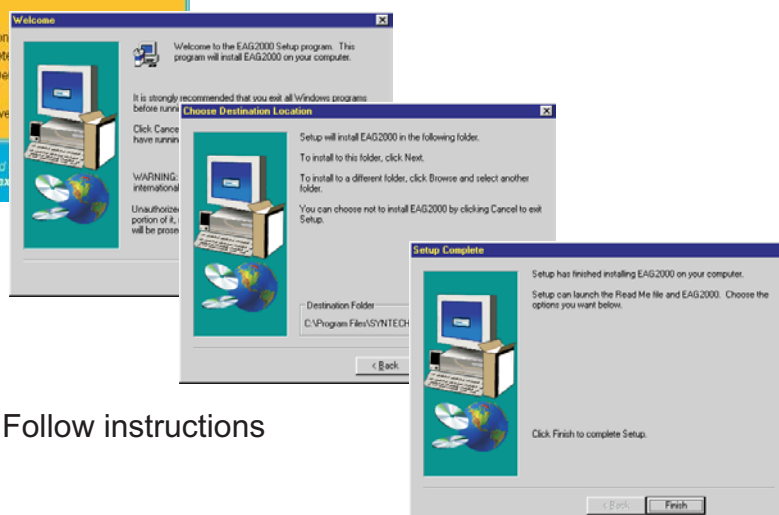 Welcome
Welcome to the EAG2000 Setup program. This
program will install EAG2000 on your computer.
It is strongly recommended that you exit all Windows programs
before
Click
have
WARNING:
international
portion of it,
will be
Choose Destination Location
Setup will install EAG2000 in the following folder.
To install to this folder, click Next.
To install to a different folder, click Browse and select another
folder.
You can choose not to install EAG2000 by clicking Cancel to exit
Setup.
Destination Folder
C:\Program Files\SYNTECH
< Back
Setup Complete
Setup has finished installing EAG2000 on your computer.
Setup can launch the Read Me file and EAG2000. Choose the
options you want below.
Click Finish to complete Setup.
< Back
Finish
Follow instructions